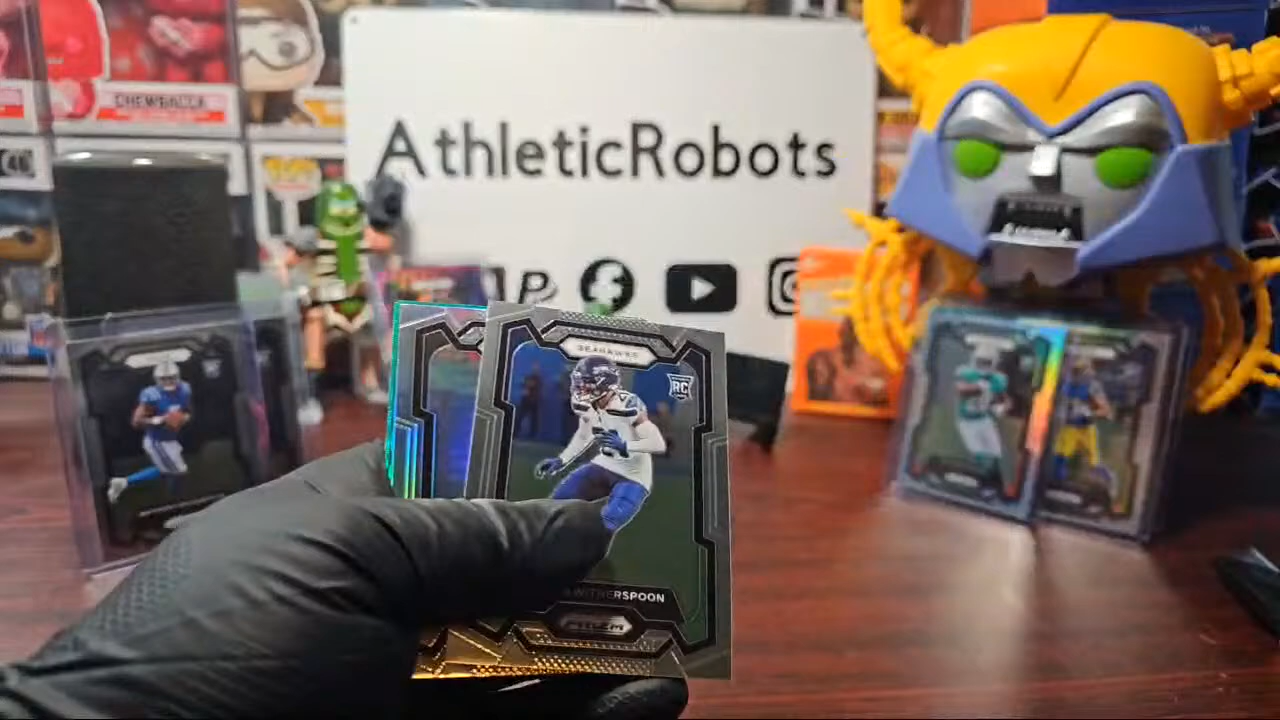 CHEWBACCA
AthleticRobots
SEAHAWKS
RC
WITHERSPOON
PRIZM